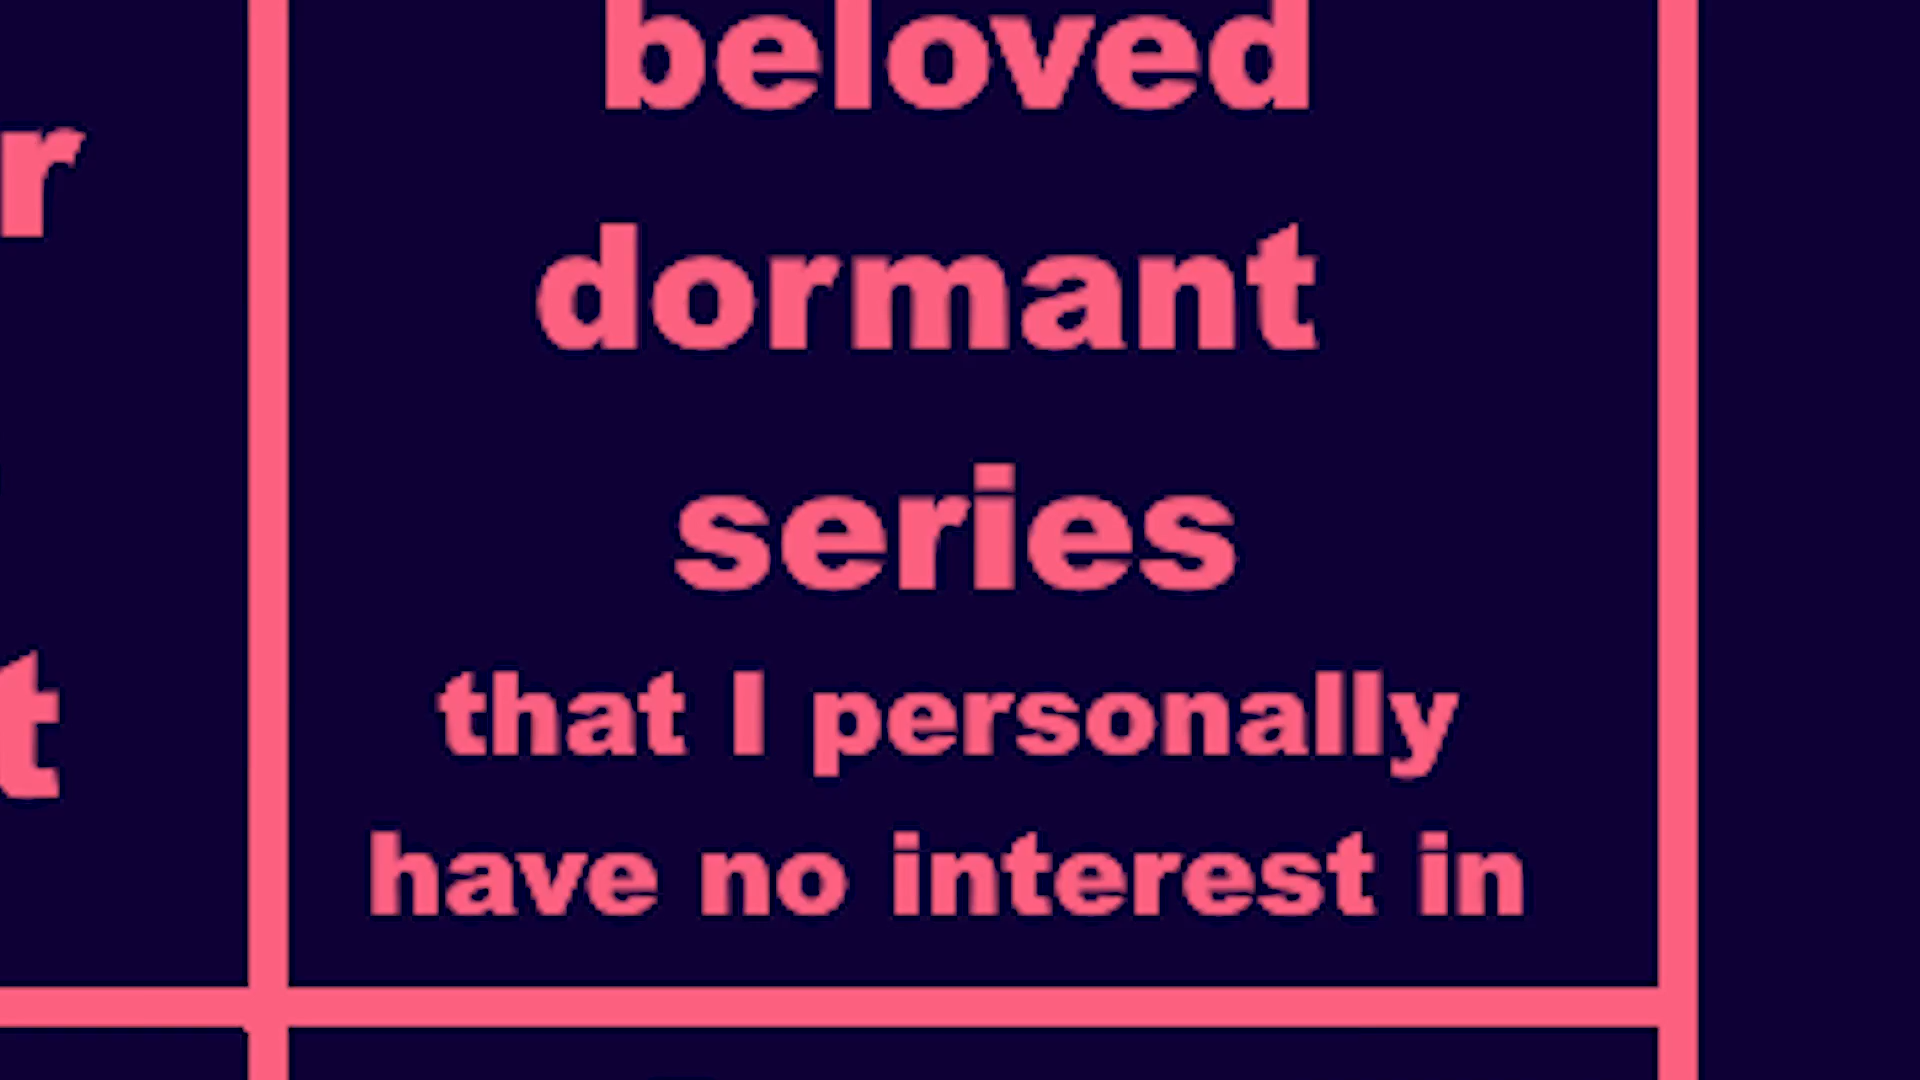 beloved
dormant
series
that I personally
have no interest in